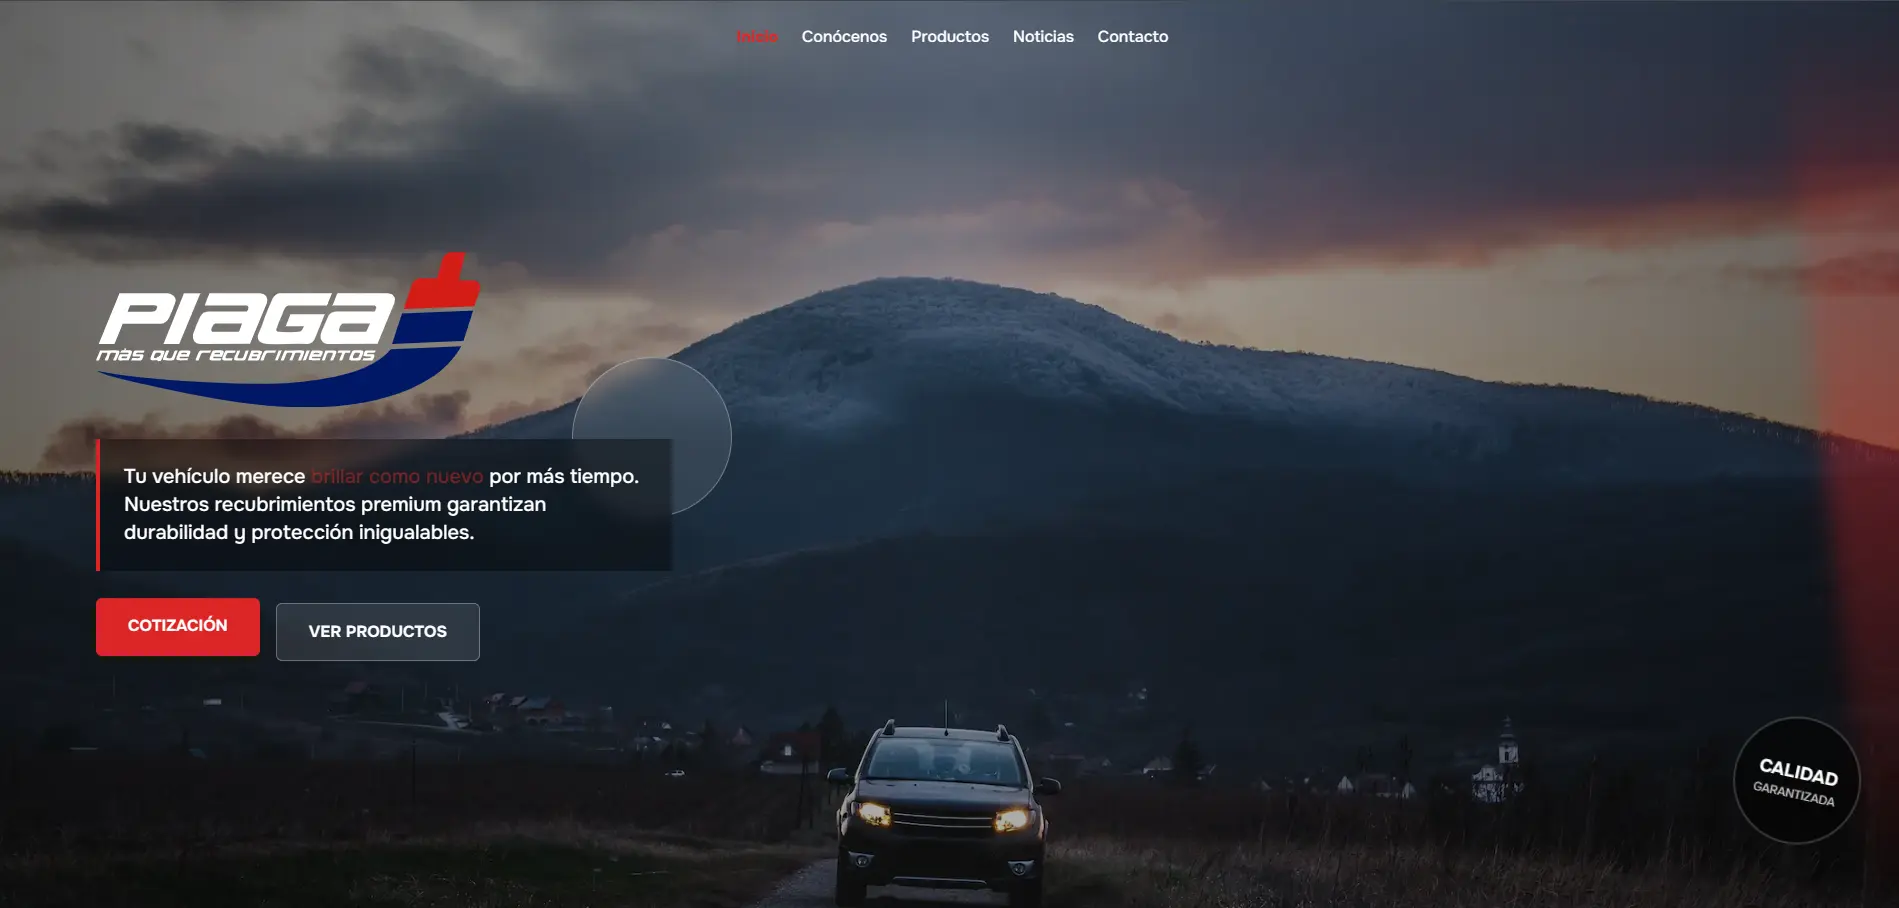 Inicio Conócenos Productos Noticias Contacto
PIAGA
más que recubrimientos
Tu vehículo merece brillar como nuevo por más tiempo.
Nuestros recubrimientos premium garantizan
durabilidad y protección inigualables.
COTIZACIÓN
VER PRODUCTOS
CALIDAD
GARANTIZADA